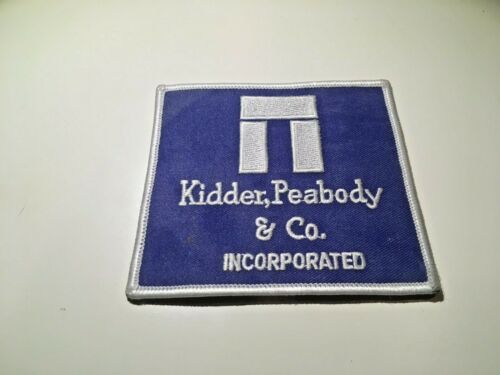 Kidder, Peabody
& Co.
INCORPORATED